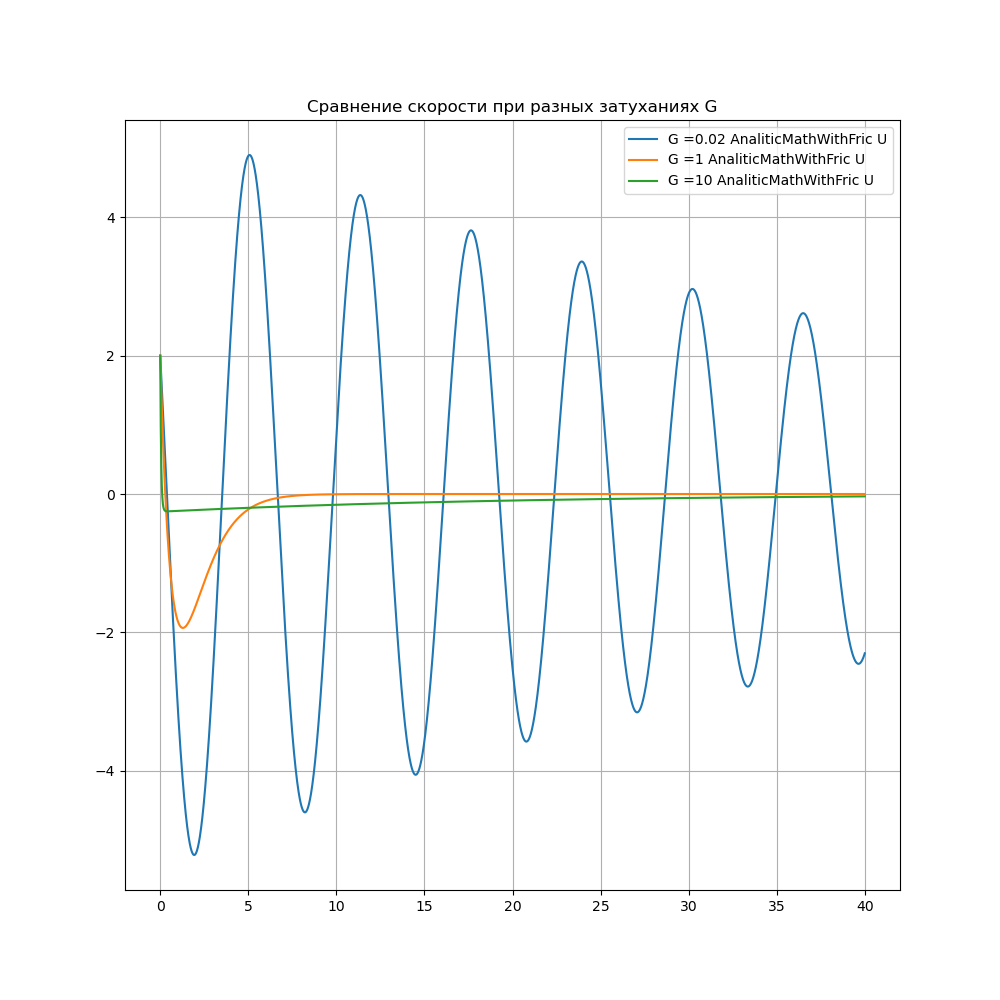 Сравнение скорости при разных затуханиях G
G =0.02 AnaliticMathWithFric U
G =1 AnaliticMathWithFric U
G =10 AnaliticMathWithFric U
4
2
0
−2
−4
0 5 10 15 20 25 30 35 40